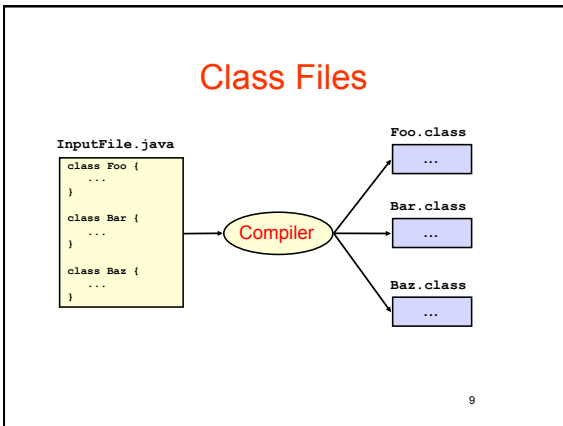 Class Files
InputFile.java
class Foo {
...
}
class Bar {
...
}
class Baz {
...
}
Compiler
Foo.class
...
Bar.class
...
Baz.class
...
9